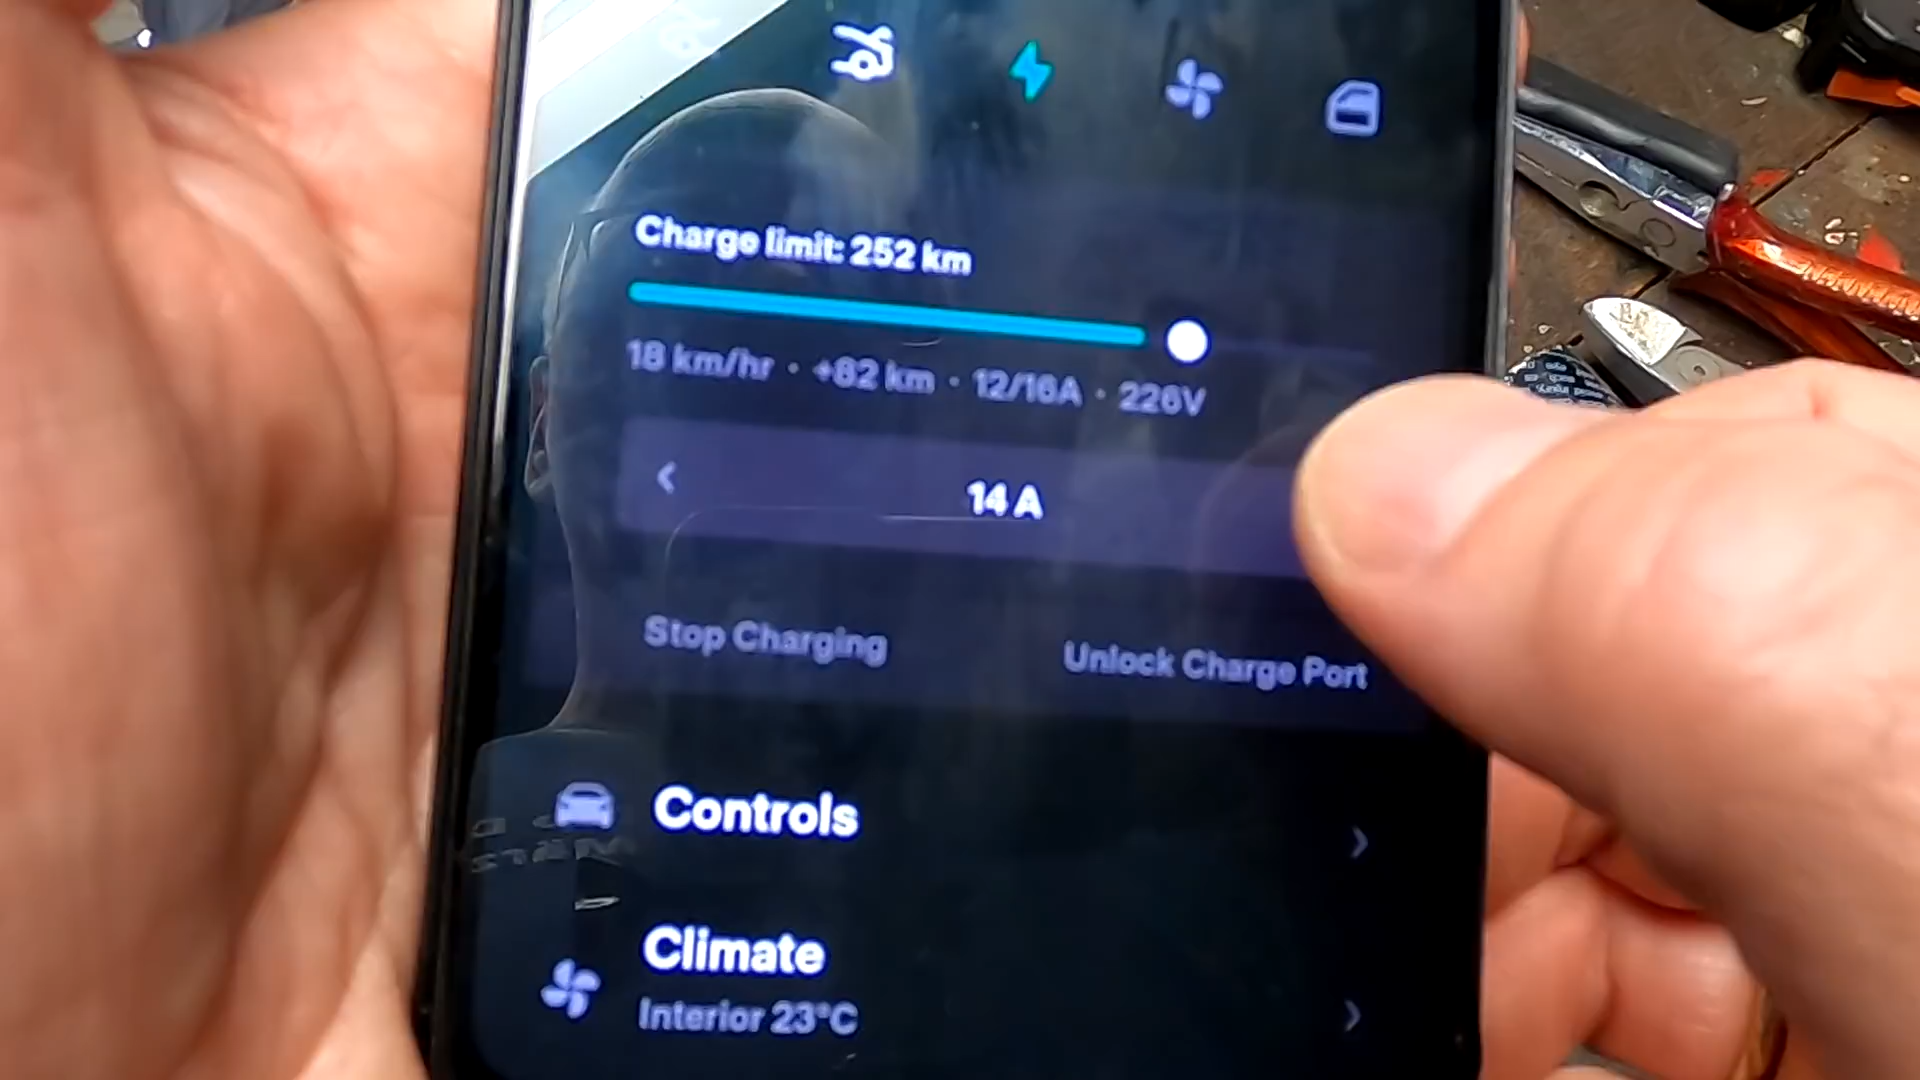 Charge limit: 252 km
18 km/hr · +82 km · 12/16A · 226V
14 A
Stop Charging
Unlock Charge Port
Controls
Climate
Interior 23°C